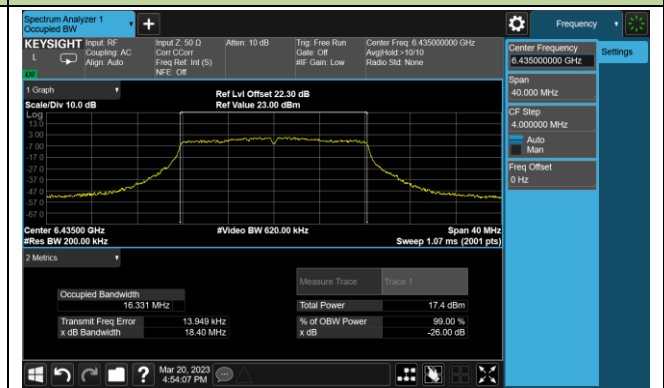 Spectrum Analyzer 1
Occupied BW
Frequency
KEYSIGHT
L
Input: RF
Coupling: AC
Align: Auto
Input Z: 50 Ω
Corr CCorr
Freq Ref: Int (S)
NFE: Off
Atten: 10 dB
Trig: Free Run
Gate: Off
#IF Gain: Low
Center Freq: 6.435000000 GHz
Avg|Hold:>10/10
Radio Std: None
Center Frequency
6.435000000 GHz
Settings
Span
40.000 MHz
CF Step
4.000000 MHz
Auto
Man
Freq Offset
0 Hz
1 Graph
Scale/Div 10.0 dB
Ref Lvl Offset 22.30 dB
Ref Value 23.00 dBm
Log
13.0
3.00
-7.00
-17.0
-27.0
-37.0
-47.0
-57.0
-67.0
Center 6.43500 GHz
#Res BW 200.00 kHz
#Video BW 620.00 kHz
Span 40 MHz
Sweep 1.07 ms (2001 pts)
2 Metrics
Measure Trace
Trace 1
Occupied Bandwidth
16.331 MHz
Total Power
17.4 dBm
Transmit Freq Error
13.949 kHz
% of OBW Power
99.00 %
x dB Bandwidth
18.40 MHz
x dB
-26.00 dB
?
Mar 20, 2023
4:54:07 PM